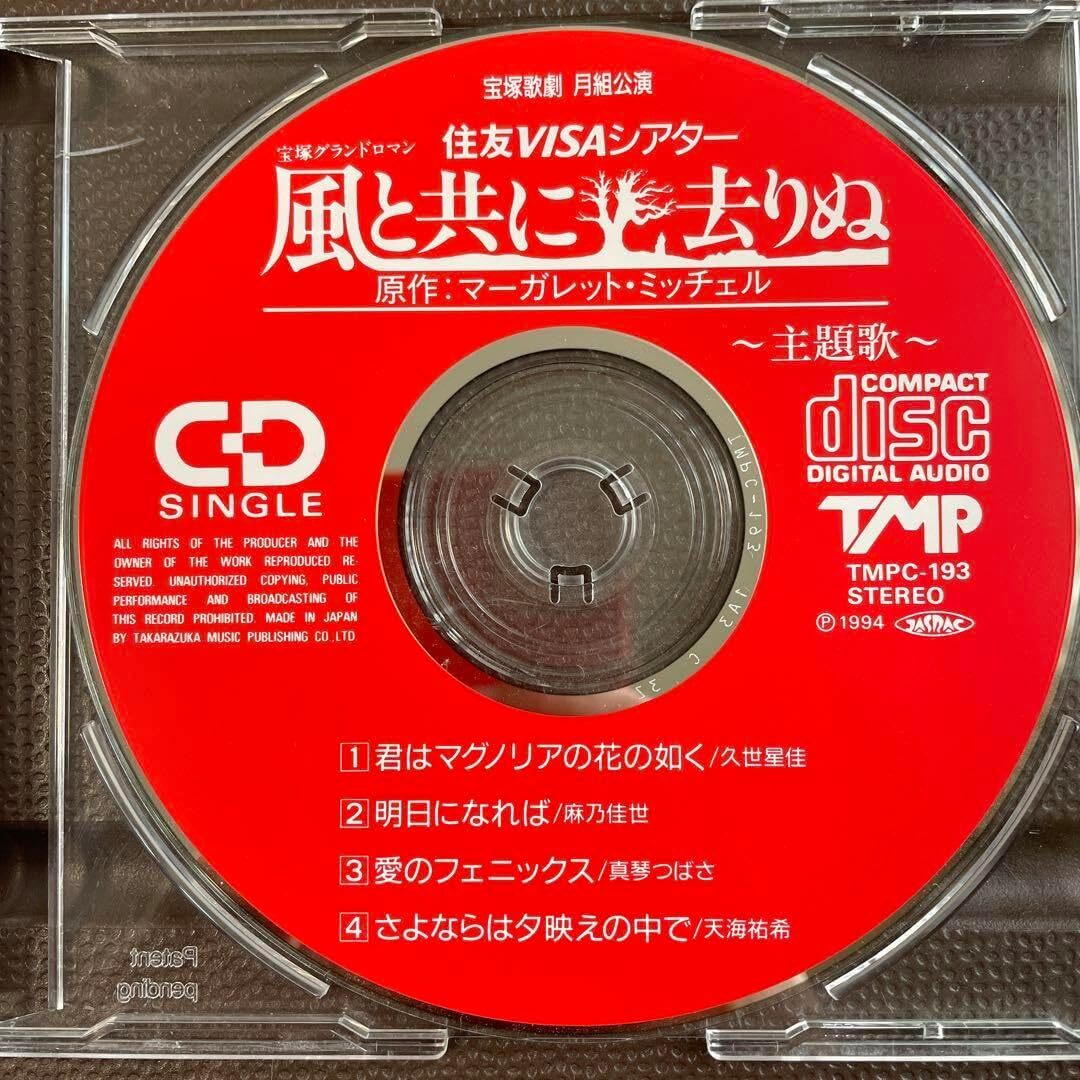 宝塚歌劇 月組公演
住友VISAシアター
宝塚グランドロマン
風と共に去りぬ
原作：マーガレット・ミッチェル
～主題歌～
CD
SINGLE
COMPACT
disc
DIGITAL AUDIO
TMP
TMPC-193
STEREO
Ⓟ1994 JASRAC
ALL RIGHTS OF THE PRODUCER AND THE
OWNER OF THE WORK REPRODUCED RE-
SERVED. UNAUTHORIZED COPYING, PUBLIC
PERFORMANCE AND BROADCASTING OF
THIS RECORD PROHIBITED. MADE IN JAPAN
BY TAKARAZUKA MUSIC PUBLISHING CO.,LTD.
1 君はマグノリアの花の如く/久世星佳
2 明日になれば/麻乃佳世
3 愛のフェニックス/真琴つばさ
4 さよならは夕映えの中で/天海祐希
Patent
pending